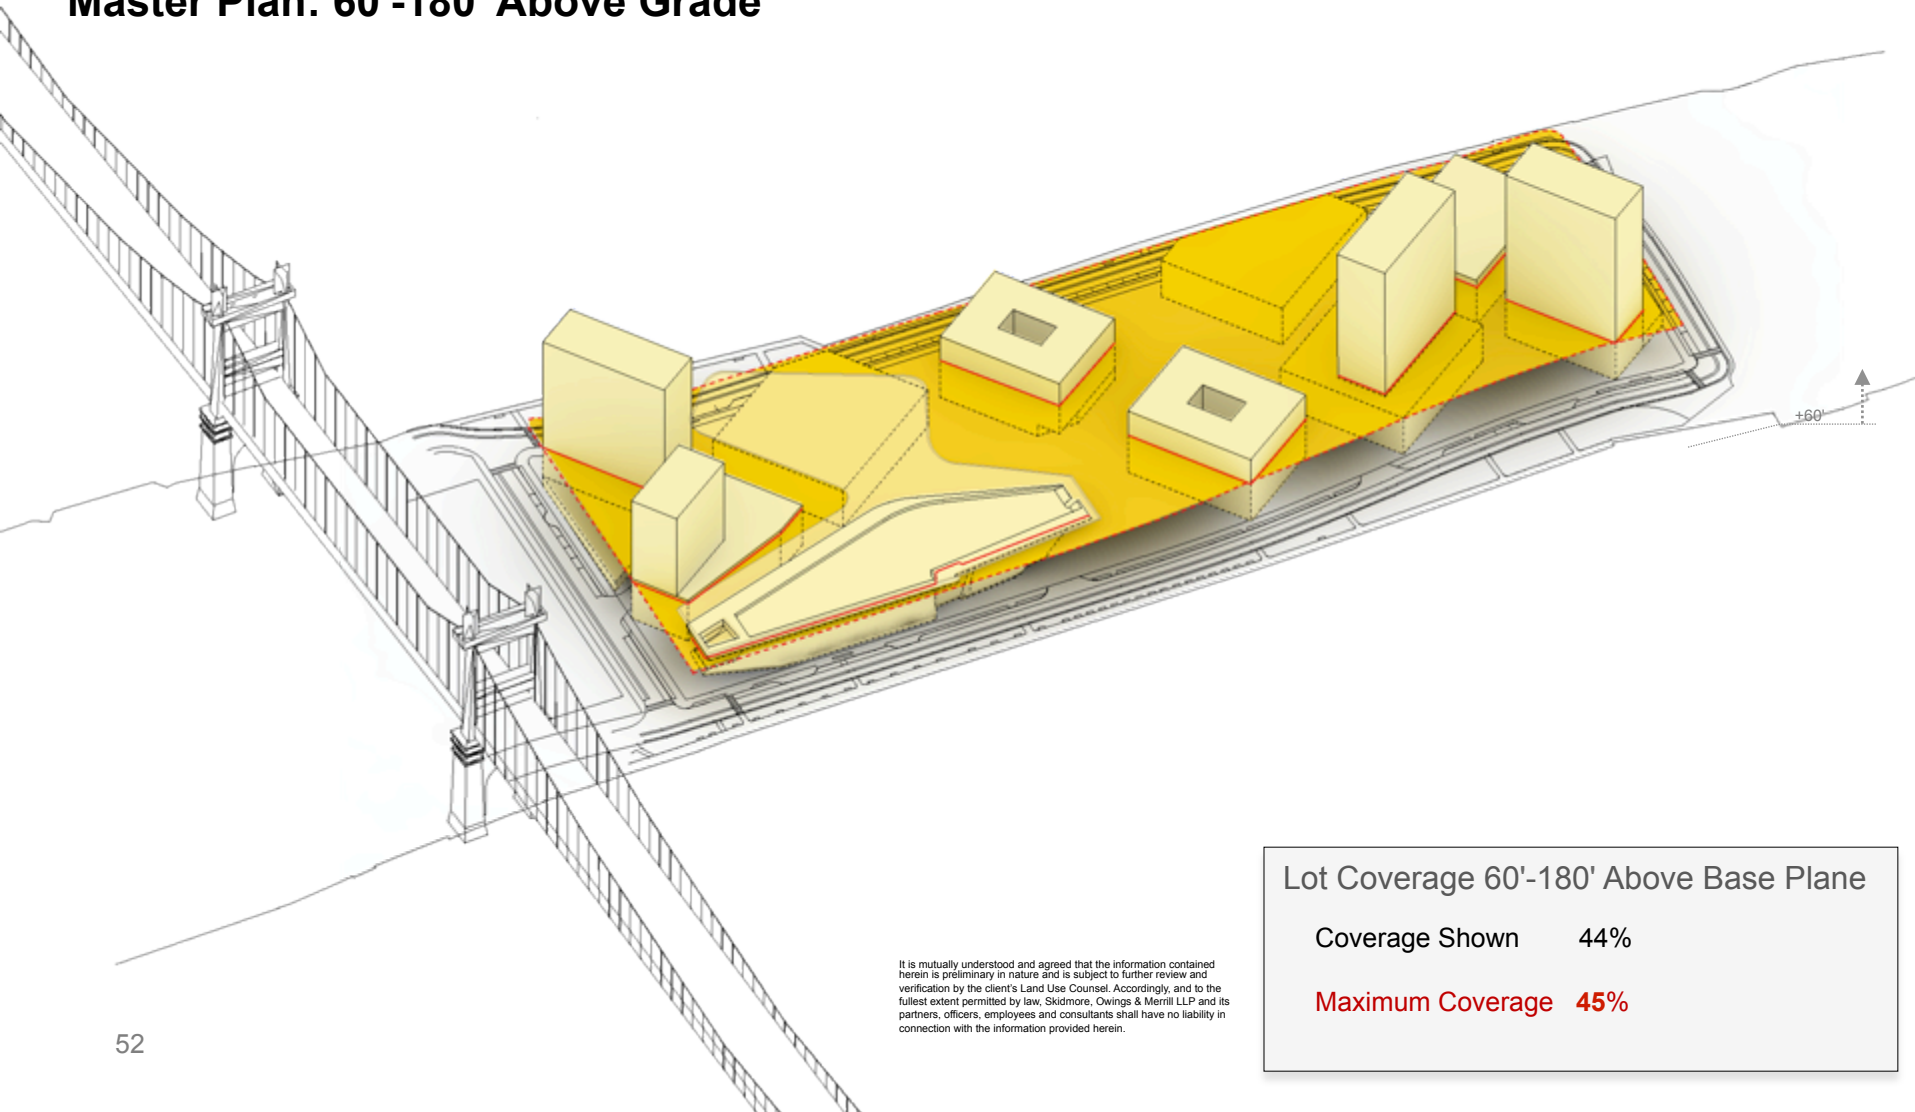 Master Plan: 60'-180' Above Grade
+60'
Lot Coverage 60'-180' Above Base Plane
Coverage Shown 44%
Maximum Coverage 45%
It is mutually understood and agreed that the information contained
herein is preliminary in nature and is subject to further review and
verification by the client's Land Use Counsel. Accordingly, and to the
fullest extent permitted by law, Skidmore, Owings & Merrill LLP and its
partners, officers, employees and consultants shall have no liability in
connection with the information provided herein.
52